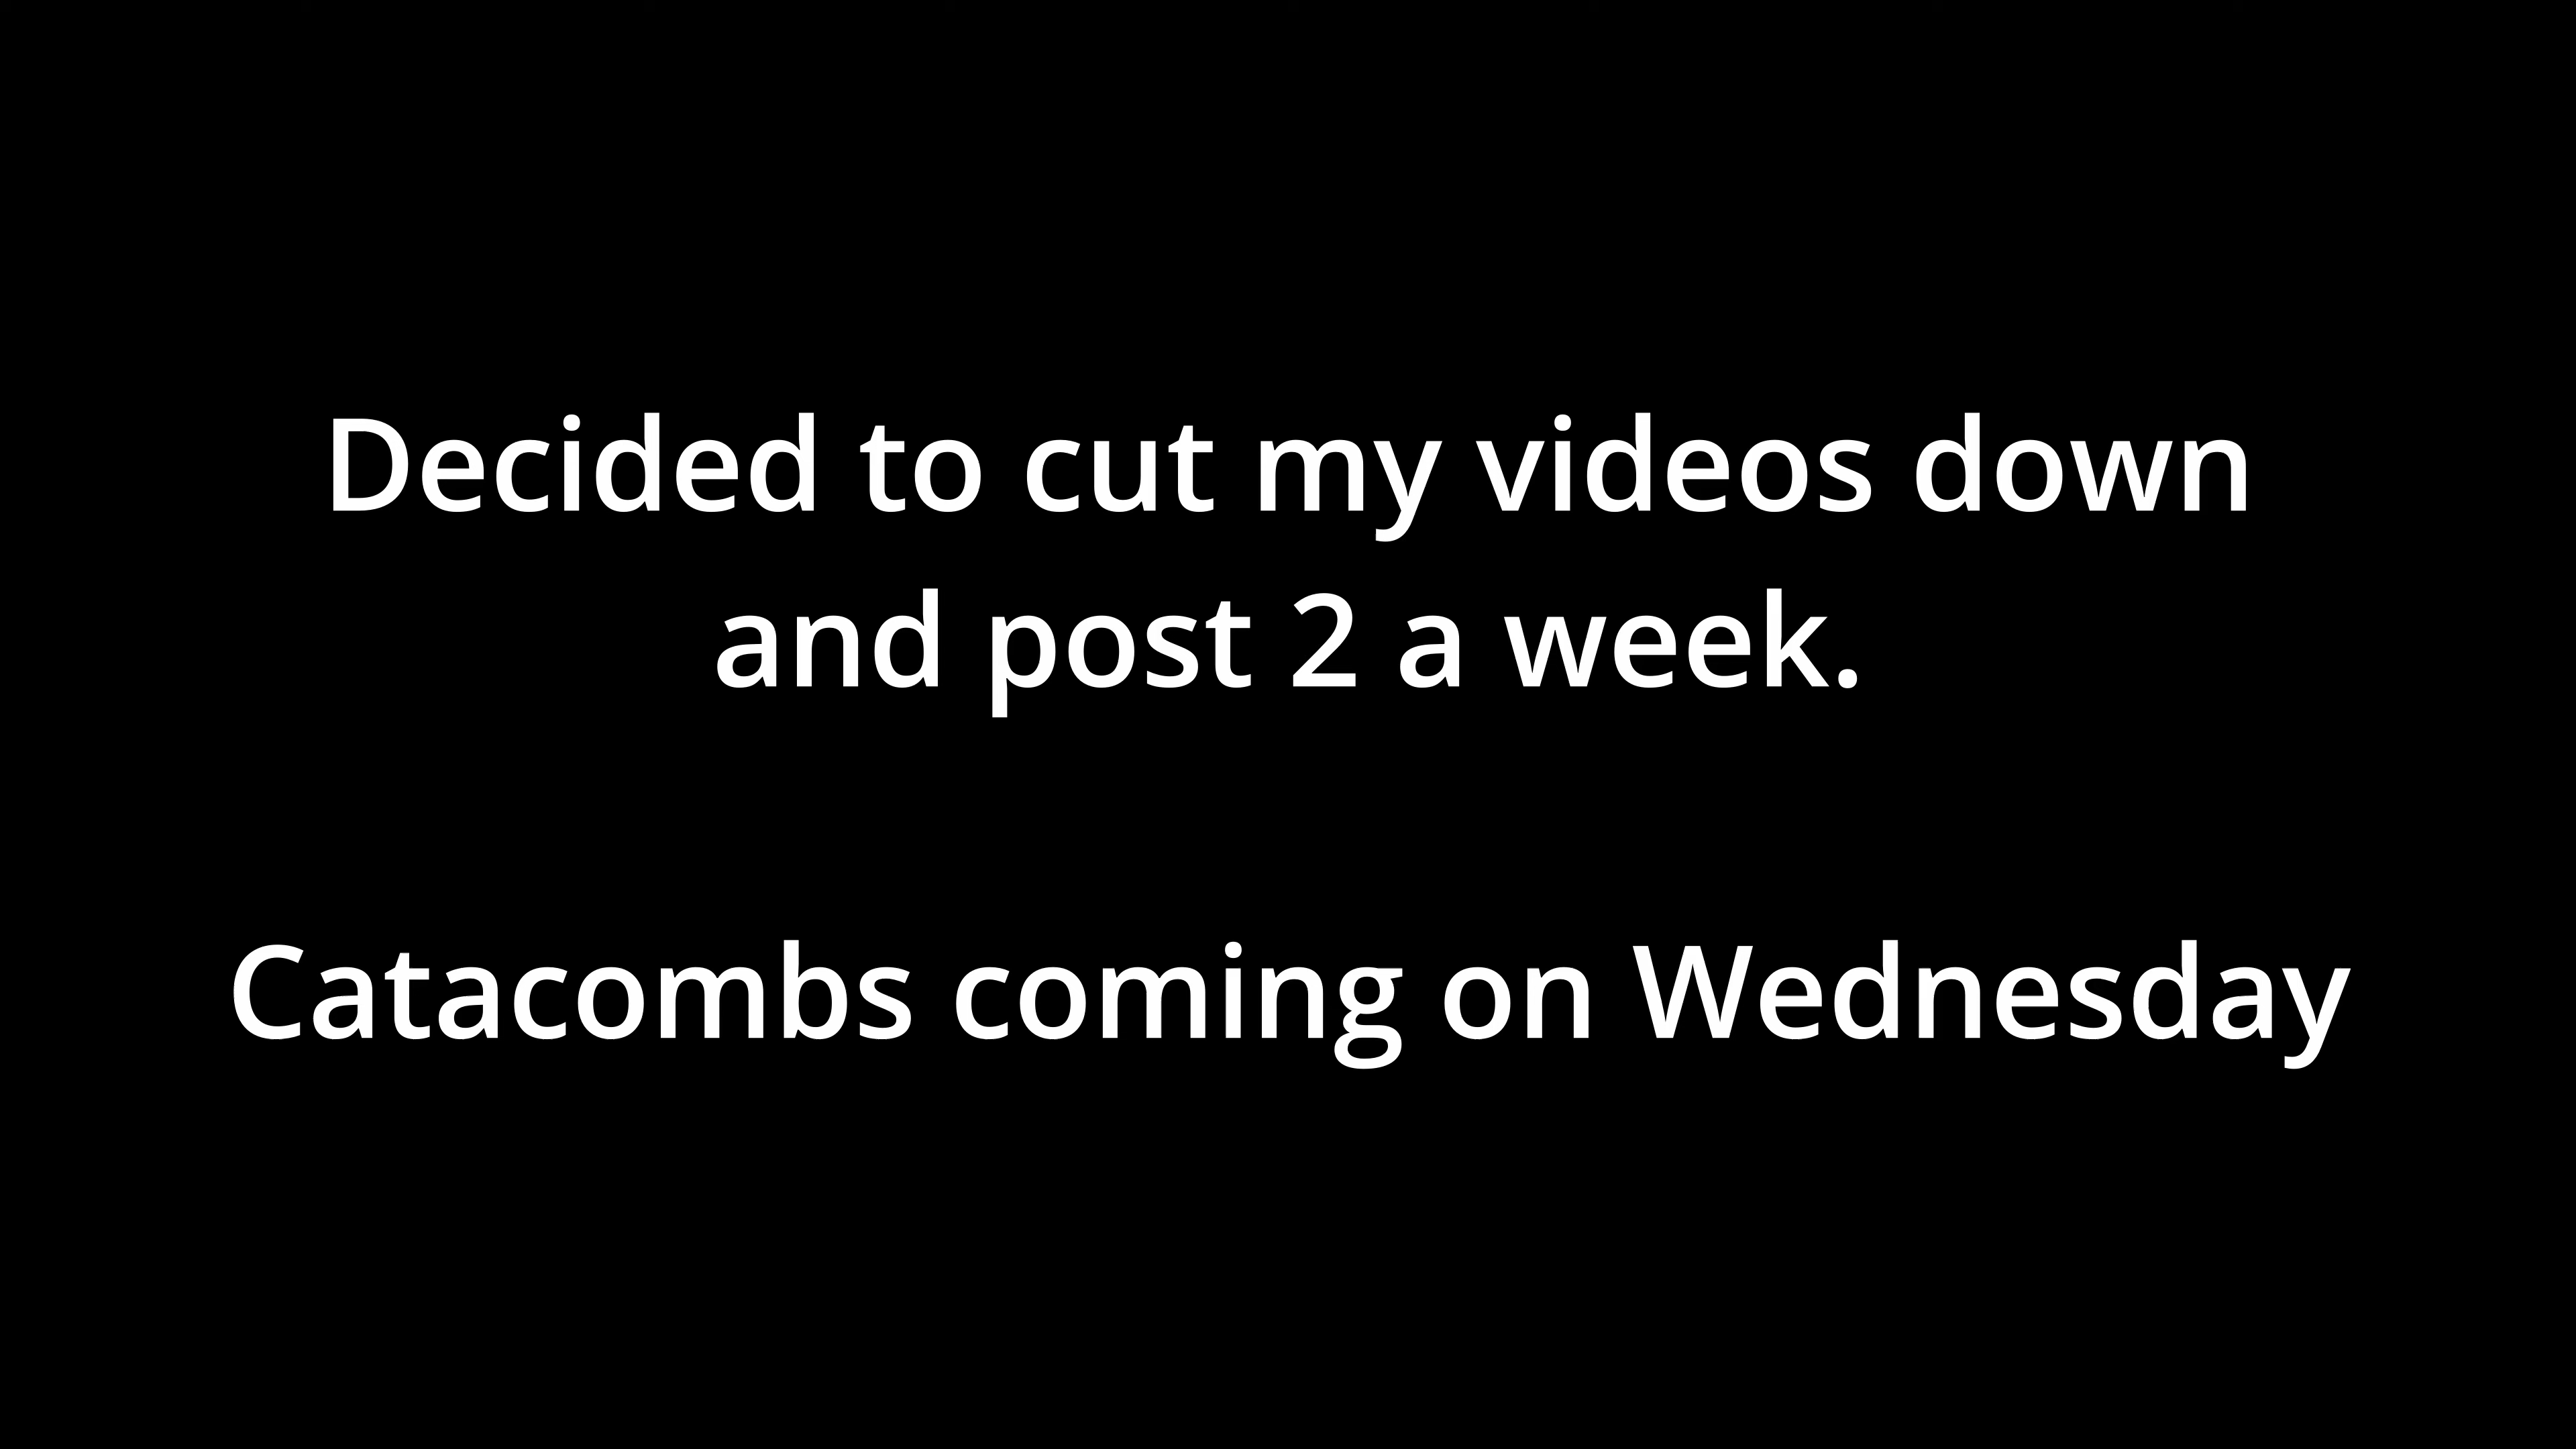 Decided to cut my videos down
and post 2 a week.
Catacombs coming on Wednesday